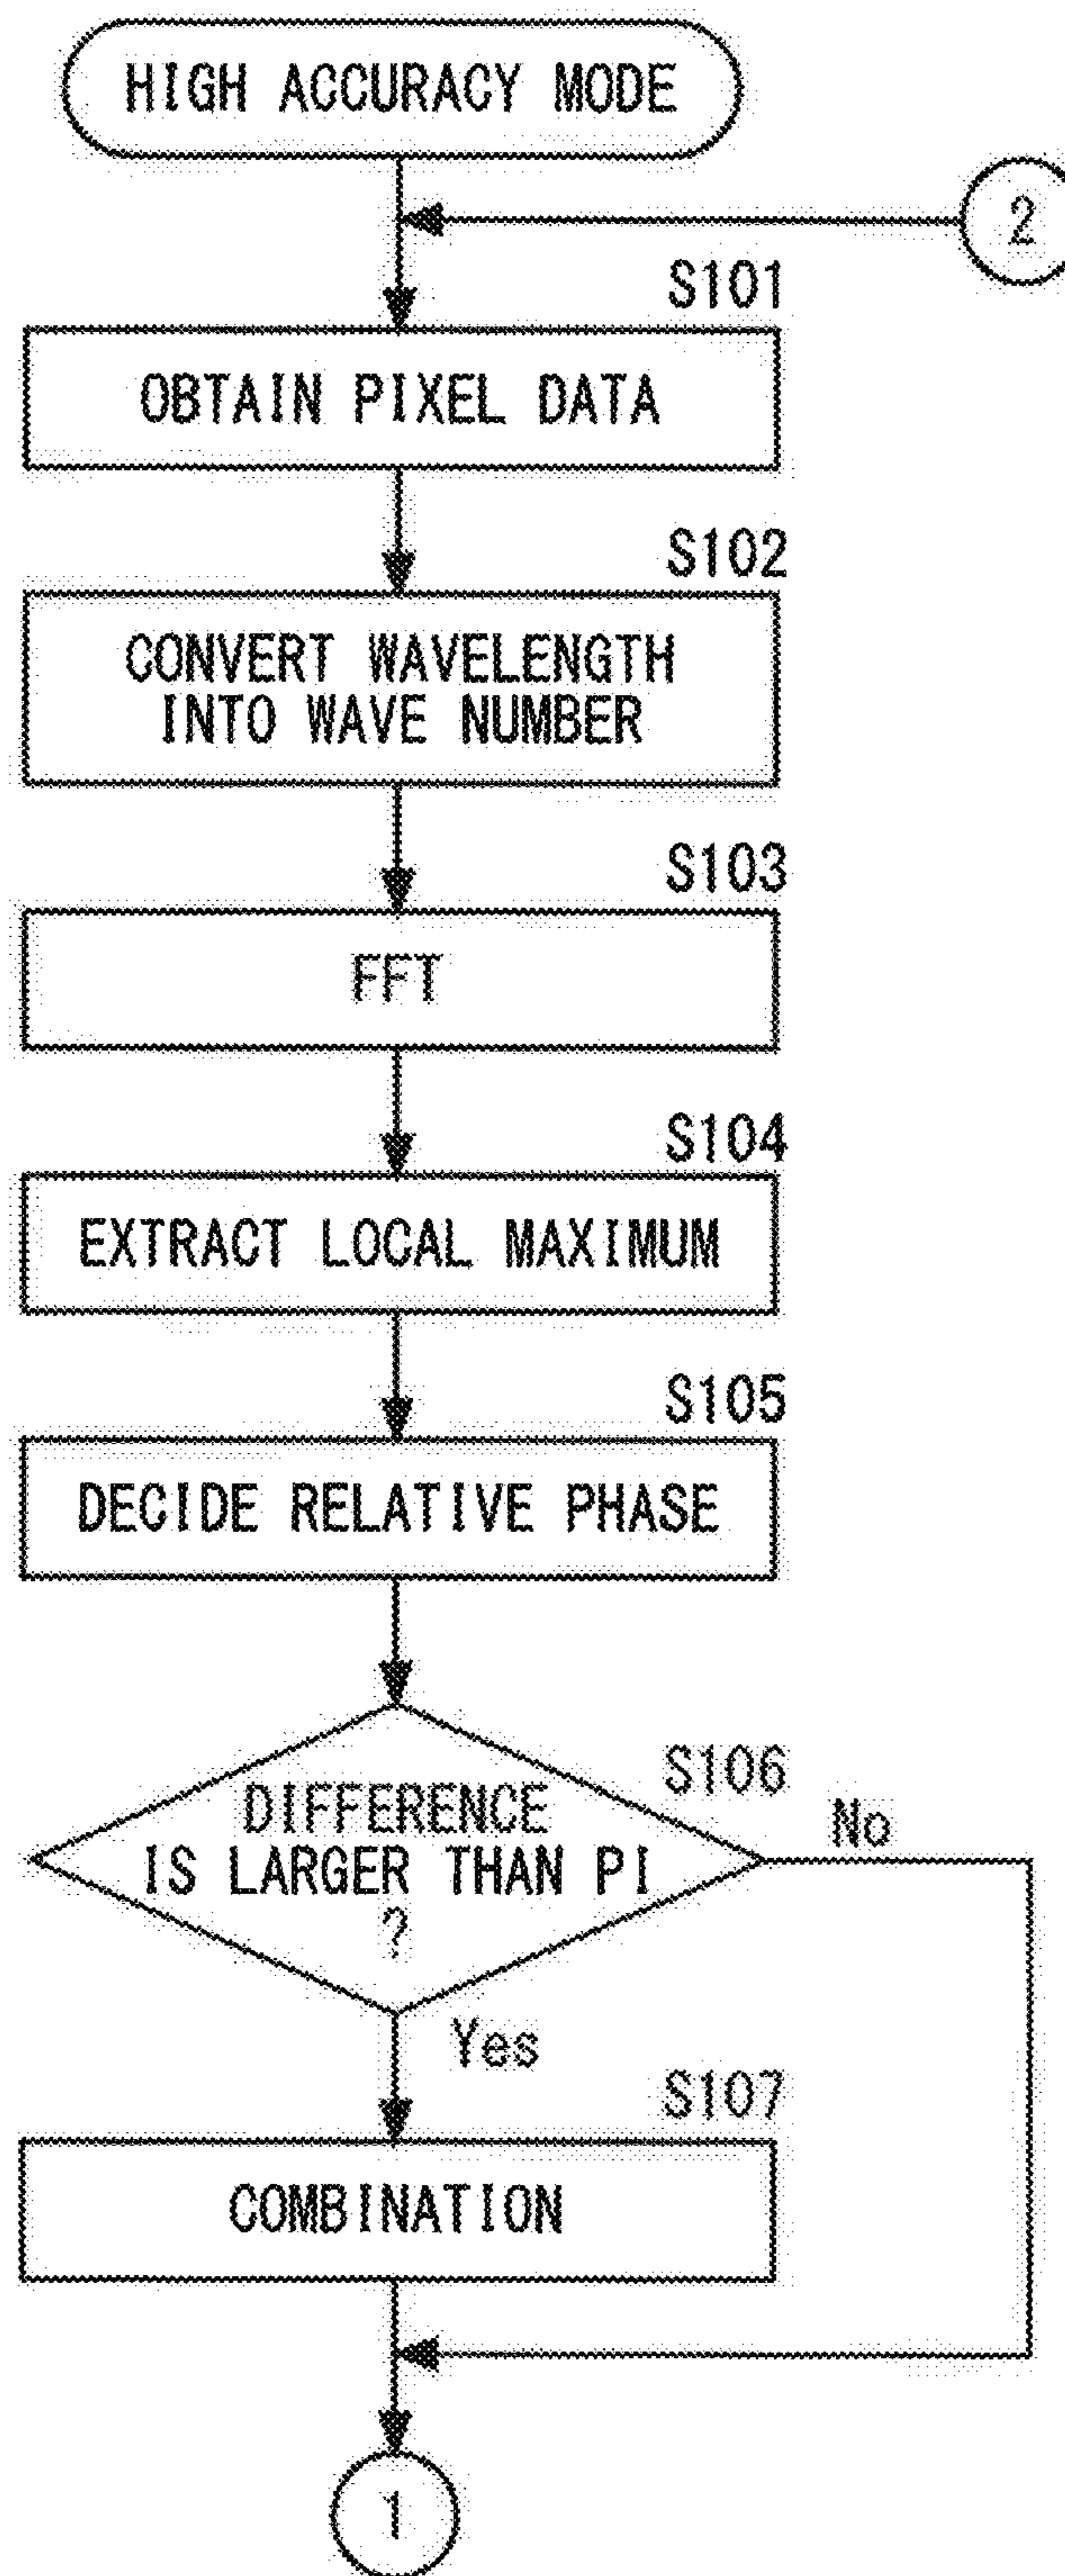 HIGH ACCURACY MODE
2
S101
OBTAIN PIXEL DATA
S102
CONVERT WAVELENGTH
INTO WAVE NUMBER
S103
FFT
S104
EXTRACT LOCAL MAXIMUM
S105
DECIDE RELATIVE PHASE
S106
DIFFERENCE
IS LARGER THAN PI
?
No
Yes
S107
COMBINATION
1